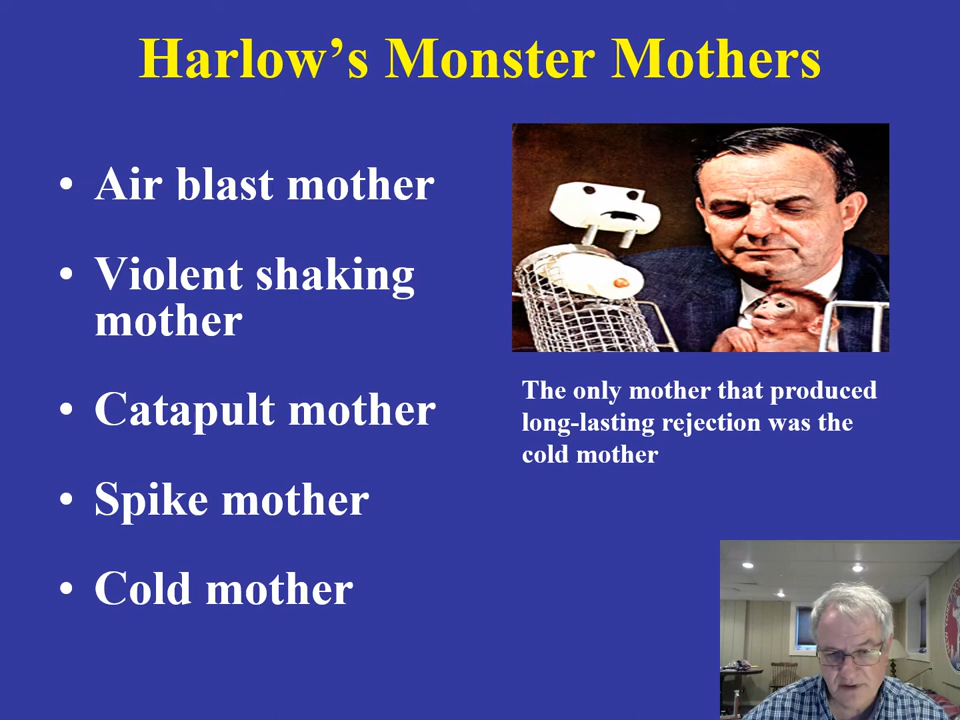 Harlow's Monster Mothers
• Air blast mother
• Violent shaking
mother
• Catapult mother
• Spike mother
• Cold mother
The only mother that produced
long-lasting rejection was the
cold mother